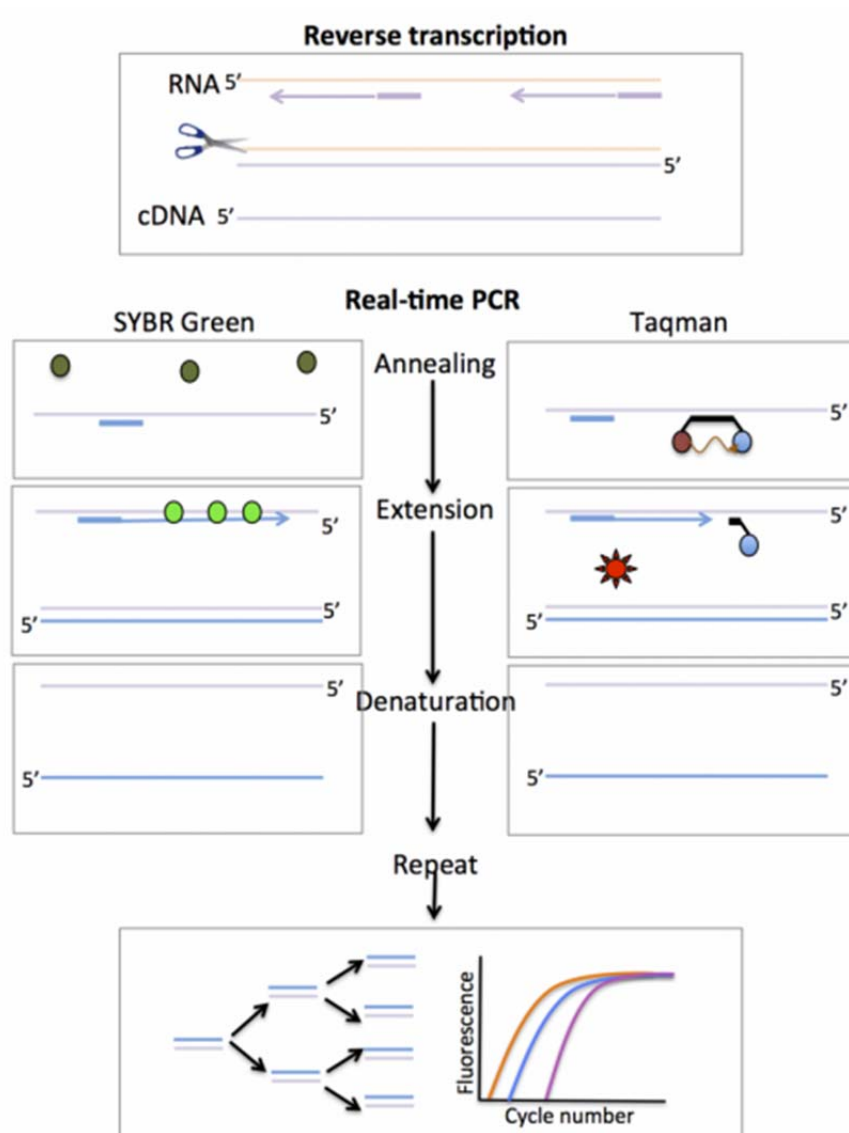 Reverse transcription
RNA 5’
5’
cDNA 5’
Real-time PCR
SYBR Green
Taqman
Annealing
5’
5’
Extension
5’
5’
5’
5’
5’
5’
Denaturation
5’
5’
5’
5’
Repeat
Fluorescence
Cycle number